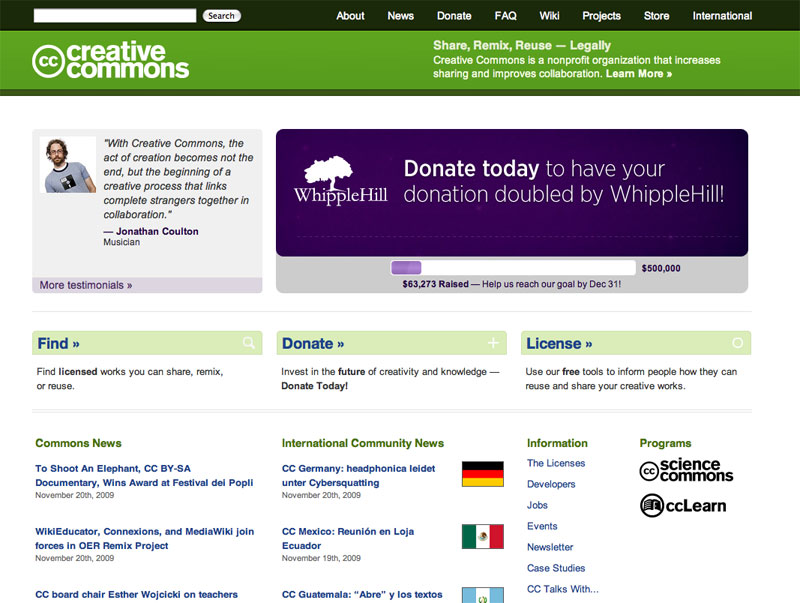 Search
About
News
Donate
FAQ
Wiki
Projects
Store
International
cc creative
commons
Share, Remix, Reuse — Legally
Creative Commons is a nonprofit organization that increases
sharing and improves collaboration. Learn More »
"With Creative Commons, the
act of creation becomes not the
end, but the beginning of a
creative process that links
complete strangers together in
collaboration."
— Jonathan Coulton
Musician
More testimonials »
WhippleHill
Donate today to have your
donation doubled by WhippleHill!
$500,000
$63,273 Raised — Help us reach our goal by Dec 31!
Find »
Find licensed works you can share, remix,
or reuse.
Donate »
Invest in the future of creativity and knowledge —
Donate Today!
License »
Use our free tools to inform people how they can
reuse and share your creative works.
Commons News
To Shoot An Elephant, CC BY-SA
Documentary, Wins Award at Festival dei Popli
November 20th, 2009
WikiEducator, Connexions, and MediaWiki join
forces in OER Remix Project
November 20th, 2009
CC board chair Esther Wojcicki on teachers
International Community News
CC Germany: headphonica leidet
unter Cybersquatting
November 20th, 2009
CC Mexico: Reunión en Loja
Ecuador
November 19th, 2009
CC Guatemala: “Abre” y los textos
Information
The Licenses
Developers
Jobs
Events
Newsletter
Case Studies
CC Talks With...
Programs
cc science
commons
ccLearn